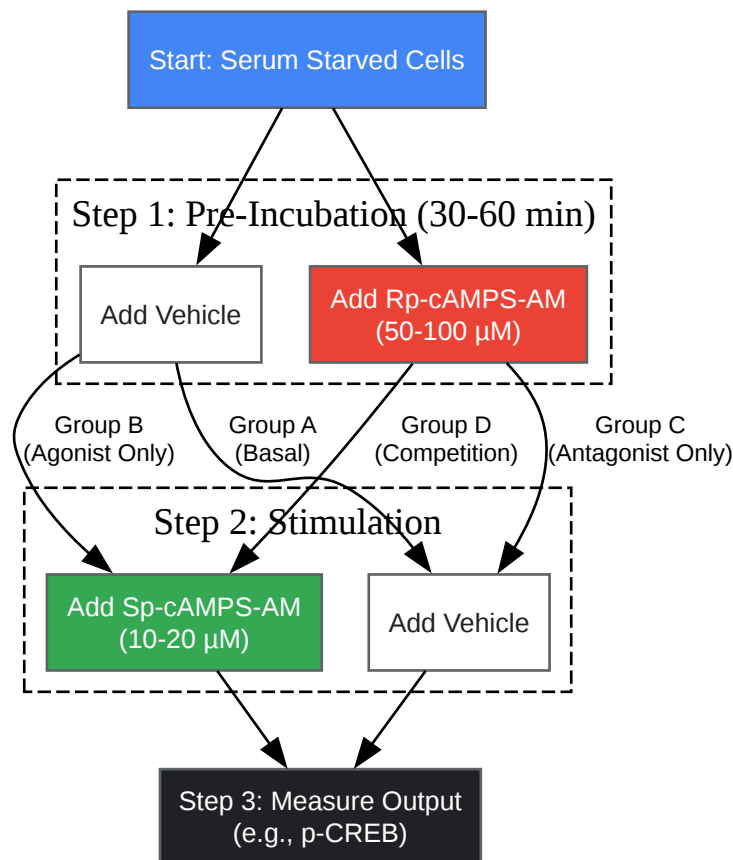 Start: Serum Starved Cells
Step 1: Pre-Incubation (30-60 min)
Add Vehicle
Add Rp-cAMPS-AM
(50-100 µM)
Group B
(Agonist Only)
Group A
(Basal)
Group D
(Competition)
Group C
(Antagonist Only)
Step 2: Stimulation
Add Sp-cAMPS-AM
(10-20 µM)
Add Vehicle
Step 3: Measure Output
(e.g., p-CREB)